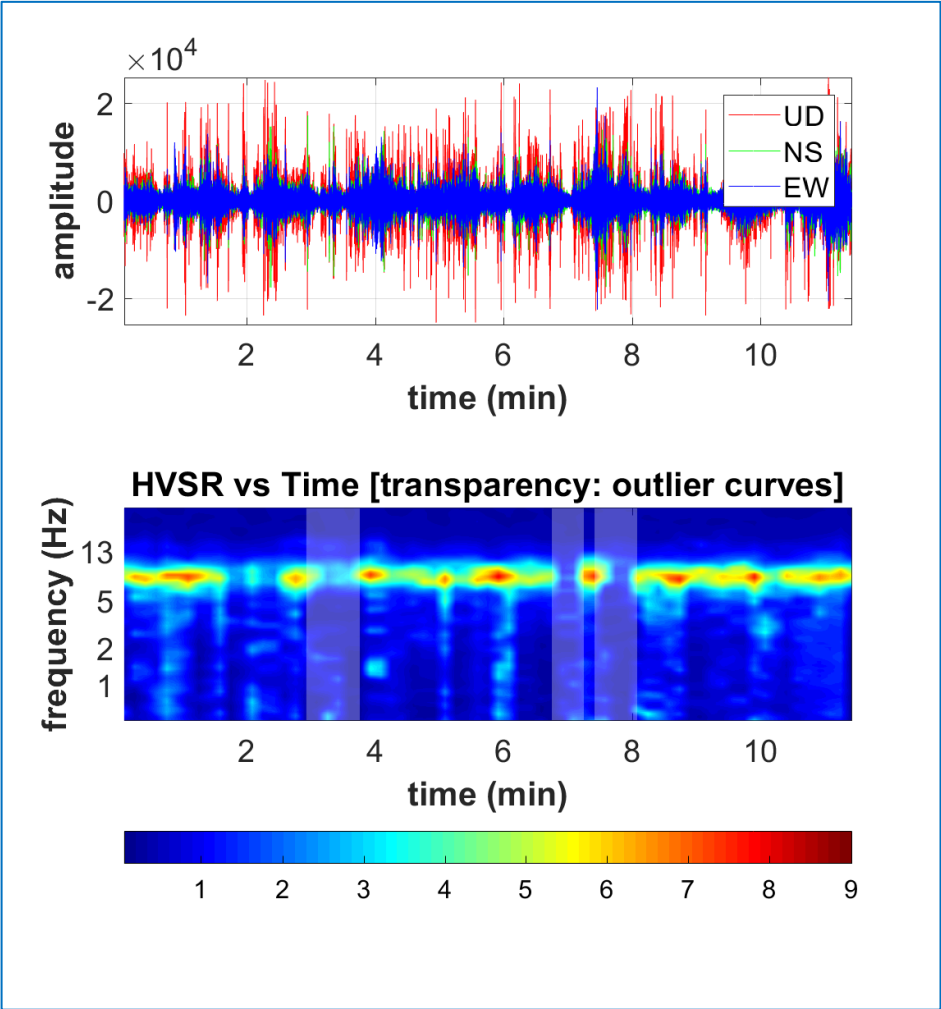 ×10⁴
2
0
-2
amplitude
UD
NS
EW
2 4 6 8 10
time (min)
HVSR vs Time [transparency: outlier curves]
frequency (Hz)
13
5
2
1
2 4 6 8 10
time (min)
1 2 3 4 5 6 7 8 9